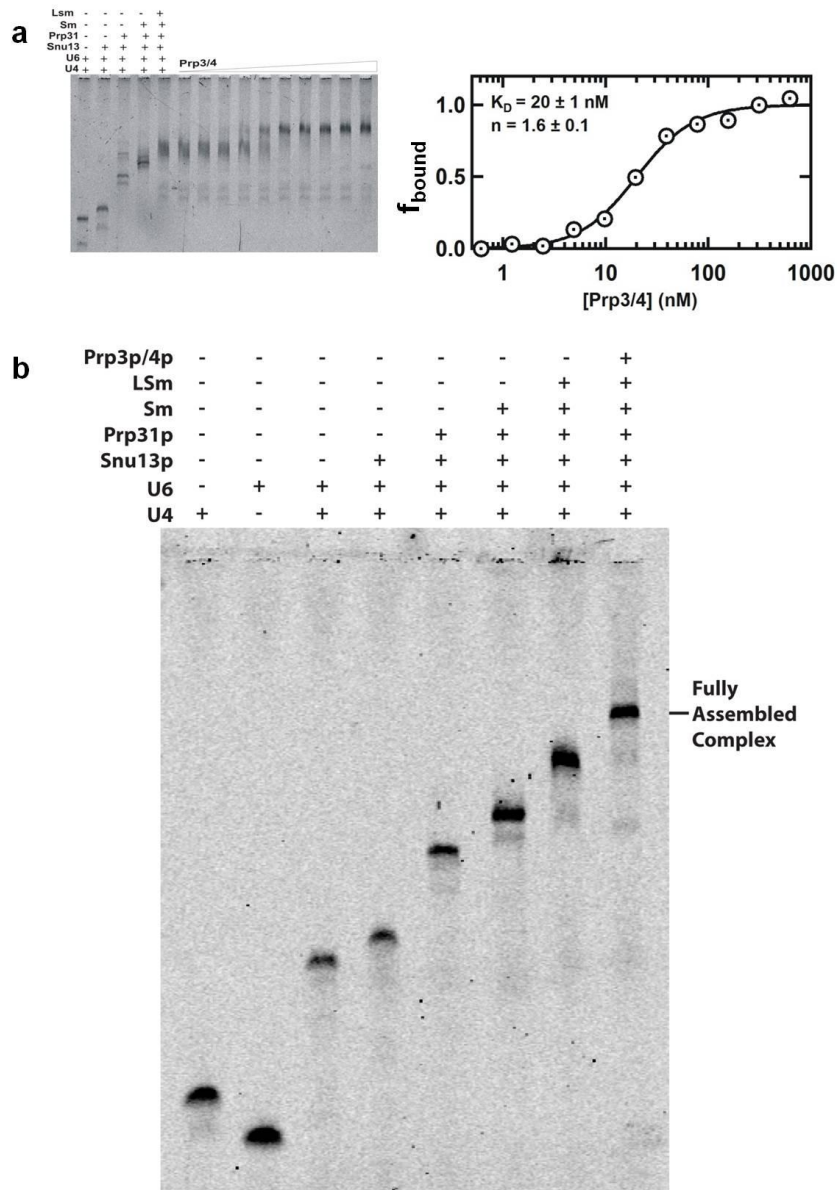 a
Lsm - - - - +
Sm - - - + +
Prp31 - - + + +
Snu13 - + + + +
U6 + + + + +
U4 + + + + +
Prp3/4
K_D = 20 ± 1 nM
n = 1.6 ± 0.1
1.0
0.5
0.0
f_bound
1 10 100 1000
[Prp3/4] (nM)
b
Prp3p/4p - - - - - - - +
LSm - - - - - - + +
Sm - - - - - + + +
Prp31p - - - - + + + +
Snu13p - - - + + + + +
U6 - + + + + + + +
U4 + - + + + + + +
Fully
Assembled
Complex